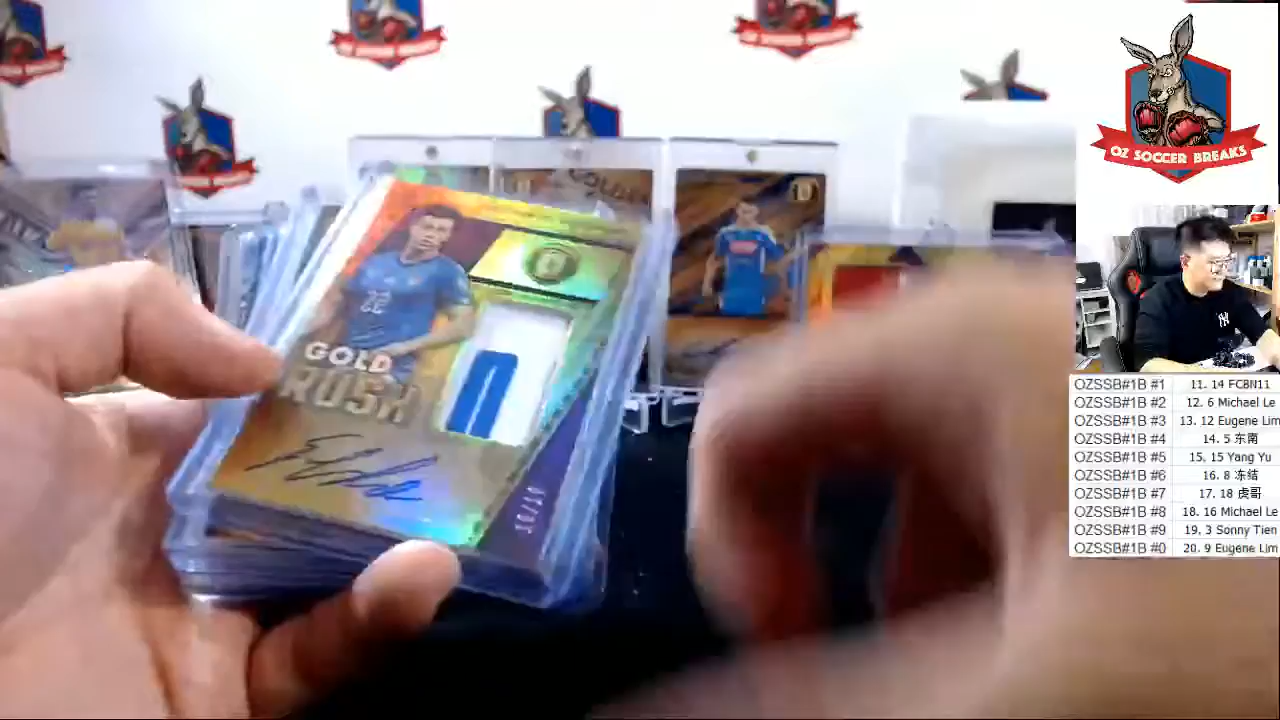 OZ SOCCER BREAKS
GOLD
RUSH
OZSSB#1B #1 11. 14 FCBN11
OZSSB#1B #2 12. 6 Michael Le
OZSSB#1B #3 13. 12 Eugene Lim
OZSSB#1B #4 14. 5 东南
OZSSB#1B #5 15. 15 Yang Yu
OZSSB#1B #6 16. 8 冻结
OZSSB#1B #7 17. 18 虎哥
OZSSB#1B #8 18. 16 Michael Le
OZSSB#1B #9 19. 3 Sonny Tien
OZSSB#1B #0 20. 9 Eugene Lim